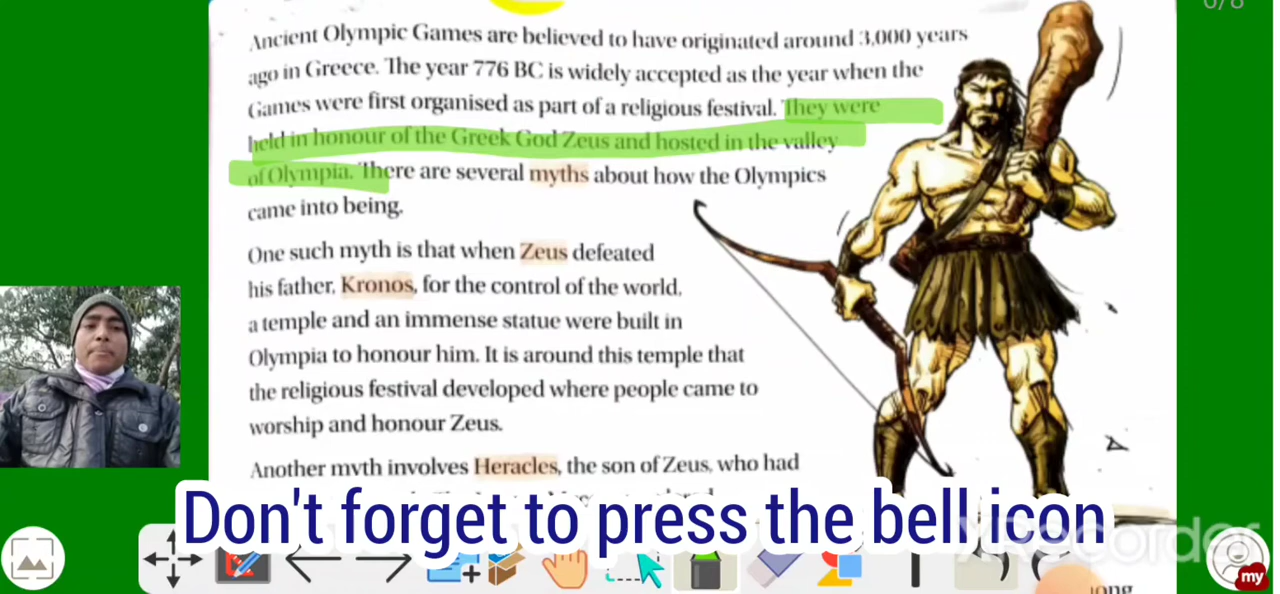 0/8
Ancient Olympic Games are believed to have originated around 3,000 years
ago in Greece. The year 776 BC is widely accepted as the year when the
Games were first organised as part of a religious festival. They were
held in honour of the Greek God Zeus and hosted in the valley
of Olympia. There are several myths about how the Olympics
came into being.
One such myth is that when Zeus defeated
his father, Kronos, for the control of the world,
a temple and an immense statue were built in
Olympia to honour him. It is around this temple that
the religious festival developed where people came to
worship and honour Zeus.
Another myth involves Heracles, the son of Zeus, who had
Don't forget to press the bell icon
XRecorder
my